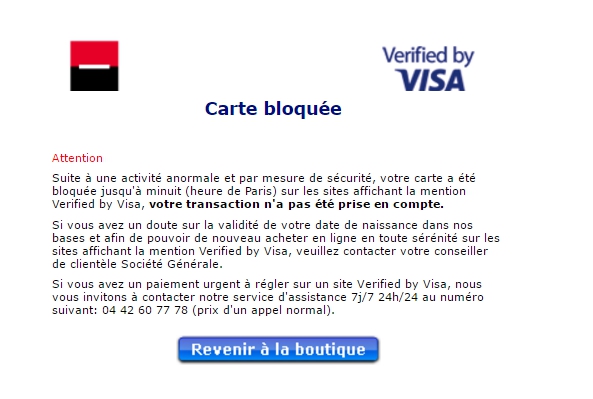 Verified by
VISA
Carte bloquée
Attention
Suite à une activité anormale et par mesure de sécurité, votre carte a été
bloquée jusqu'à minuit (heure de Paris) sur les sites affichant la mention
Verified by Visa, votre transaction n'a pas été prise en compte.
Si vous avez un doute sur la validité de votre date de naissance dans nos
bases et afin de pouvoir de nouveau acheter en ligne en toute sérénité sur les
sites affichant la mention Verified by Visa, veuillez contacter votre conseiller
de clientèle Société Générale.
Si vous avez un paiement urgent à régler sur un site Verified by Visa, nous
vous invitons à contacter notre service d'assistance 7j/7 24h/24 au numéro
suivant: 04 42 60 77 78 (prix d'un appel normal).
Revenir à la boutique